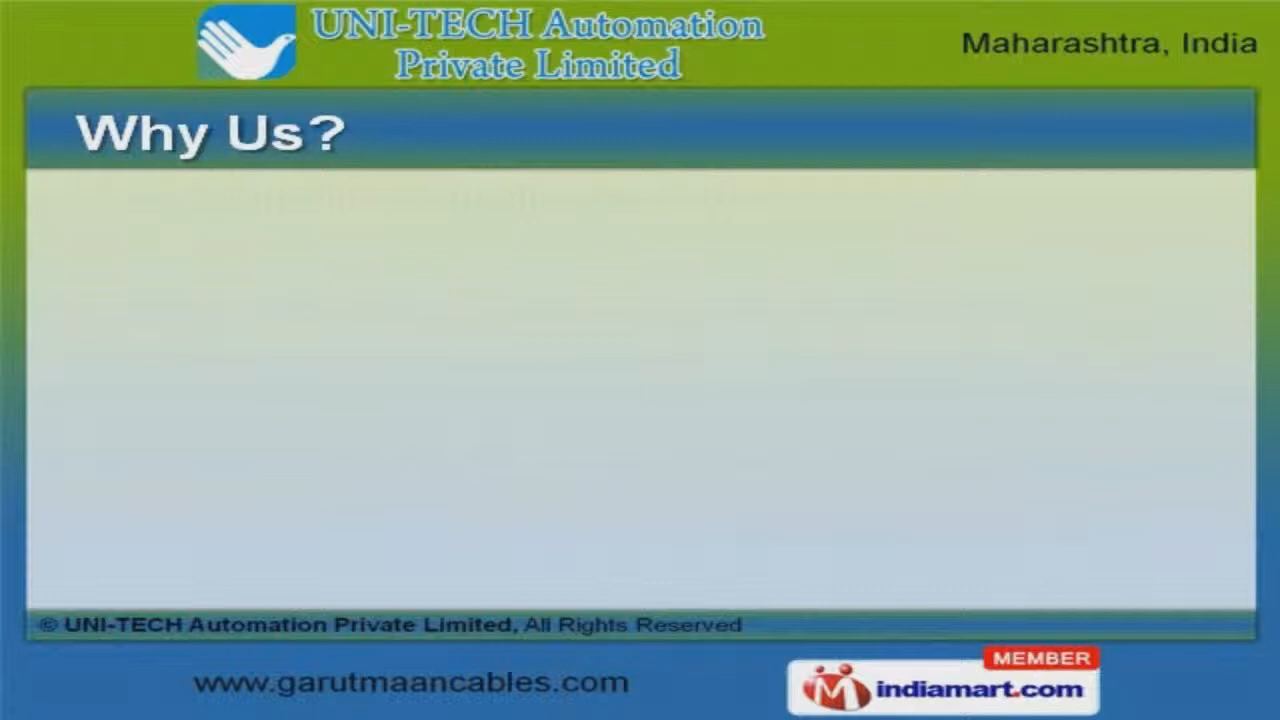 UNI-TECH Automation
Private Limited
Maharashtra, India
Why Us?
© UNI-TECH Automation Private Limited, All Rights Reserved
www.garutmaancables.com
MEMBER
indiamart.com